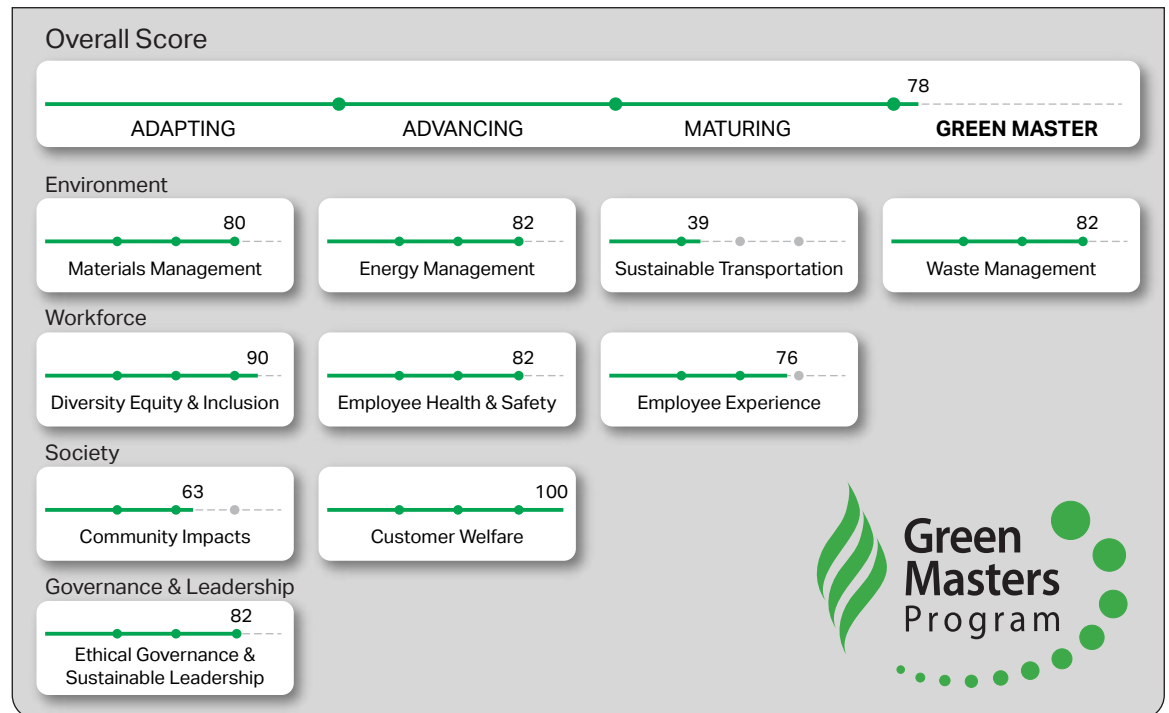 Overall Score
78
ADAPTING
ADVANCING
MATURING
GREEN MASTER
Environment
80
Materials Management
82
Energy Management
39
Sustainable Transportation
82
Waste Management
Workforce
90
Diversity Equity & Inclusion
82
Employee Health & Safety
76
Employee Experience
Society
63
Community Impacts
100
Customer Welfare
Governance & Leadership
82
Ethical Governance &
Sustainable Leadership
Green
Masters
Program